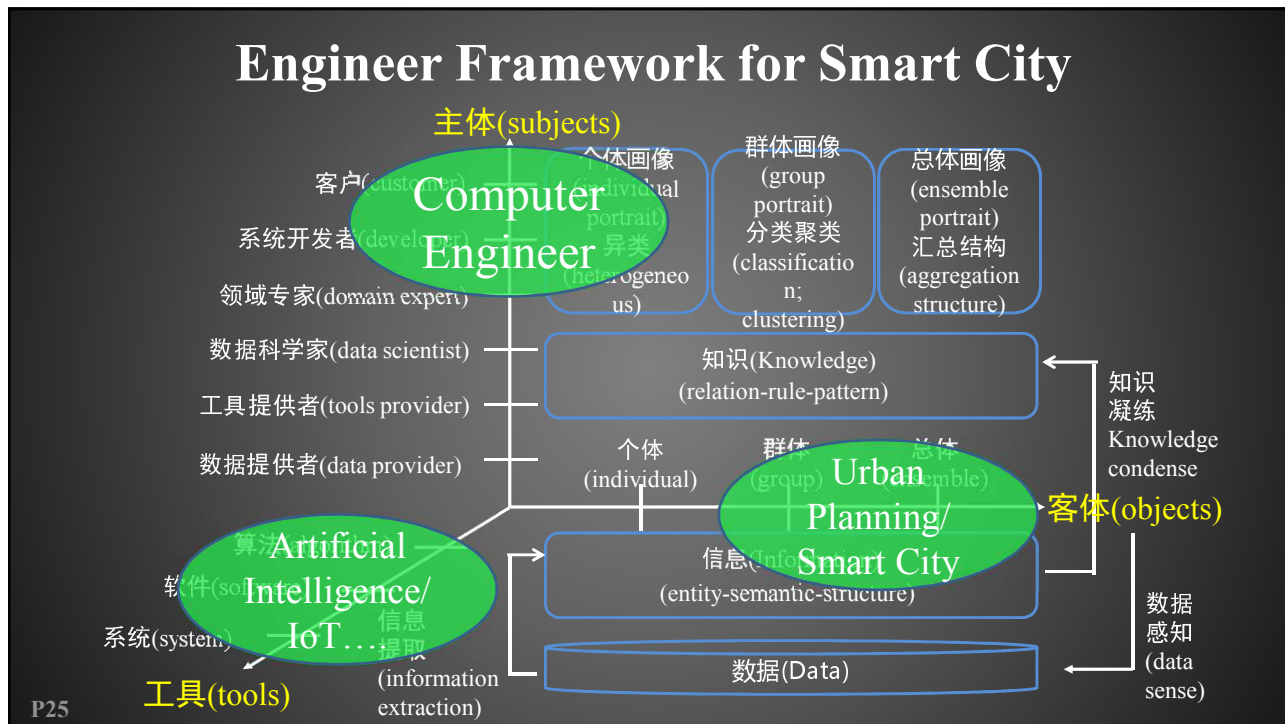 Engineer Framework for Smart City
主体(subjects)
客户(customer)
系统开发者(developer)
领域专家(domain expert)
数据科学家(data scientist)
工具提供者(tools provider)
数据提供者(data provider)
Computer
Engineer
个体画像
(individual
portrait)
异类
(heterogeneo
us)
群体画像
(group
portrait)
分类聚类
(classificatio
n;
clustering)
总体画像
(ensemble
portrait)
汇总结构
(aggregation
structure)
知识(Knowledge)
(relation-rule-pattern)
知识
凝练
Knowledge
condense
个体
(individual)
群体
(group)
总体
(ensemble)
Urban
Planning/
Smart City
客体(objects)
算法(algorithm)
软件(software)
系统(system)
工具(tools)
Artificial
Intelligence/
IoT….
信息
提取
(information
extraction)
信息(Information)
(entity-semantic-structure)
数据(Data)
数据
感知
(data
sense)
P25